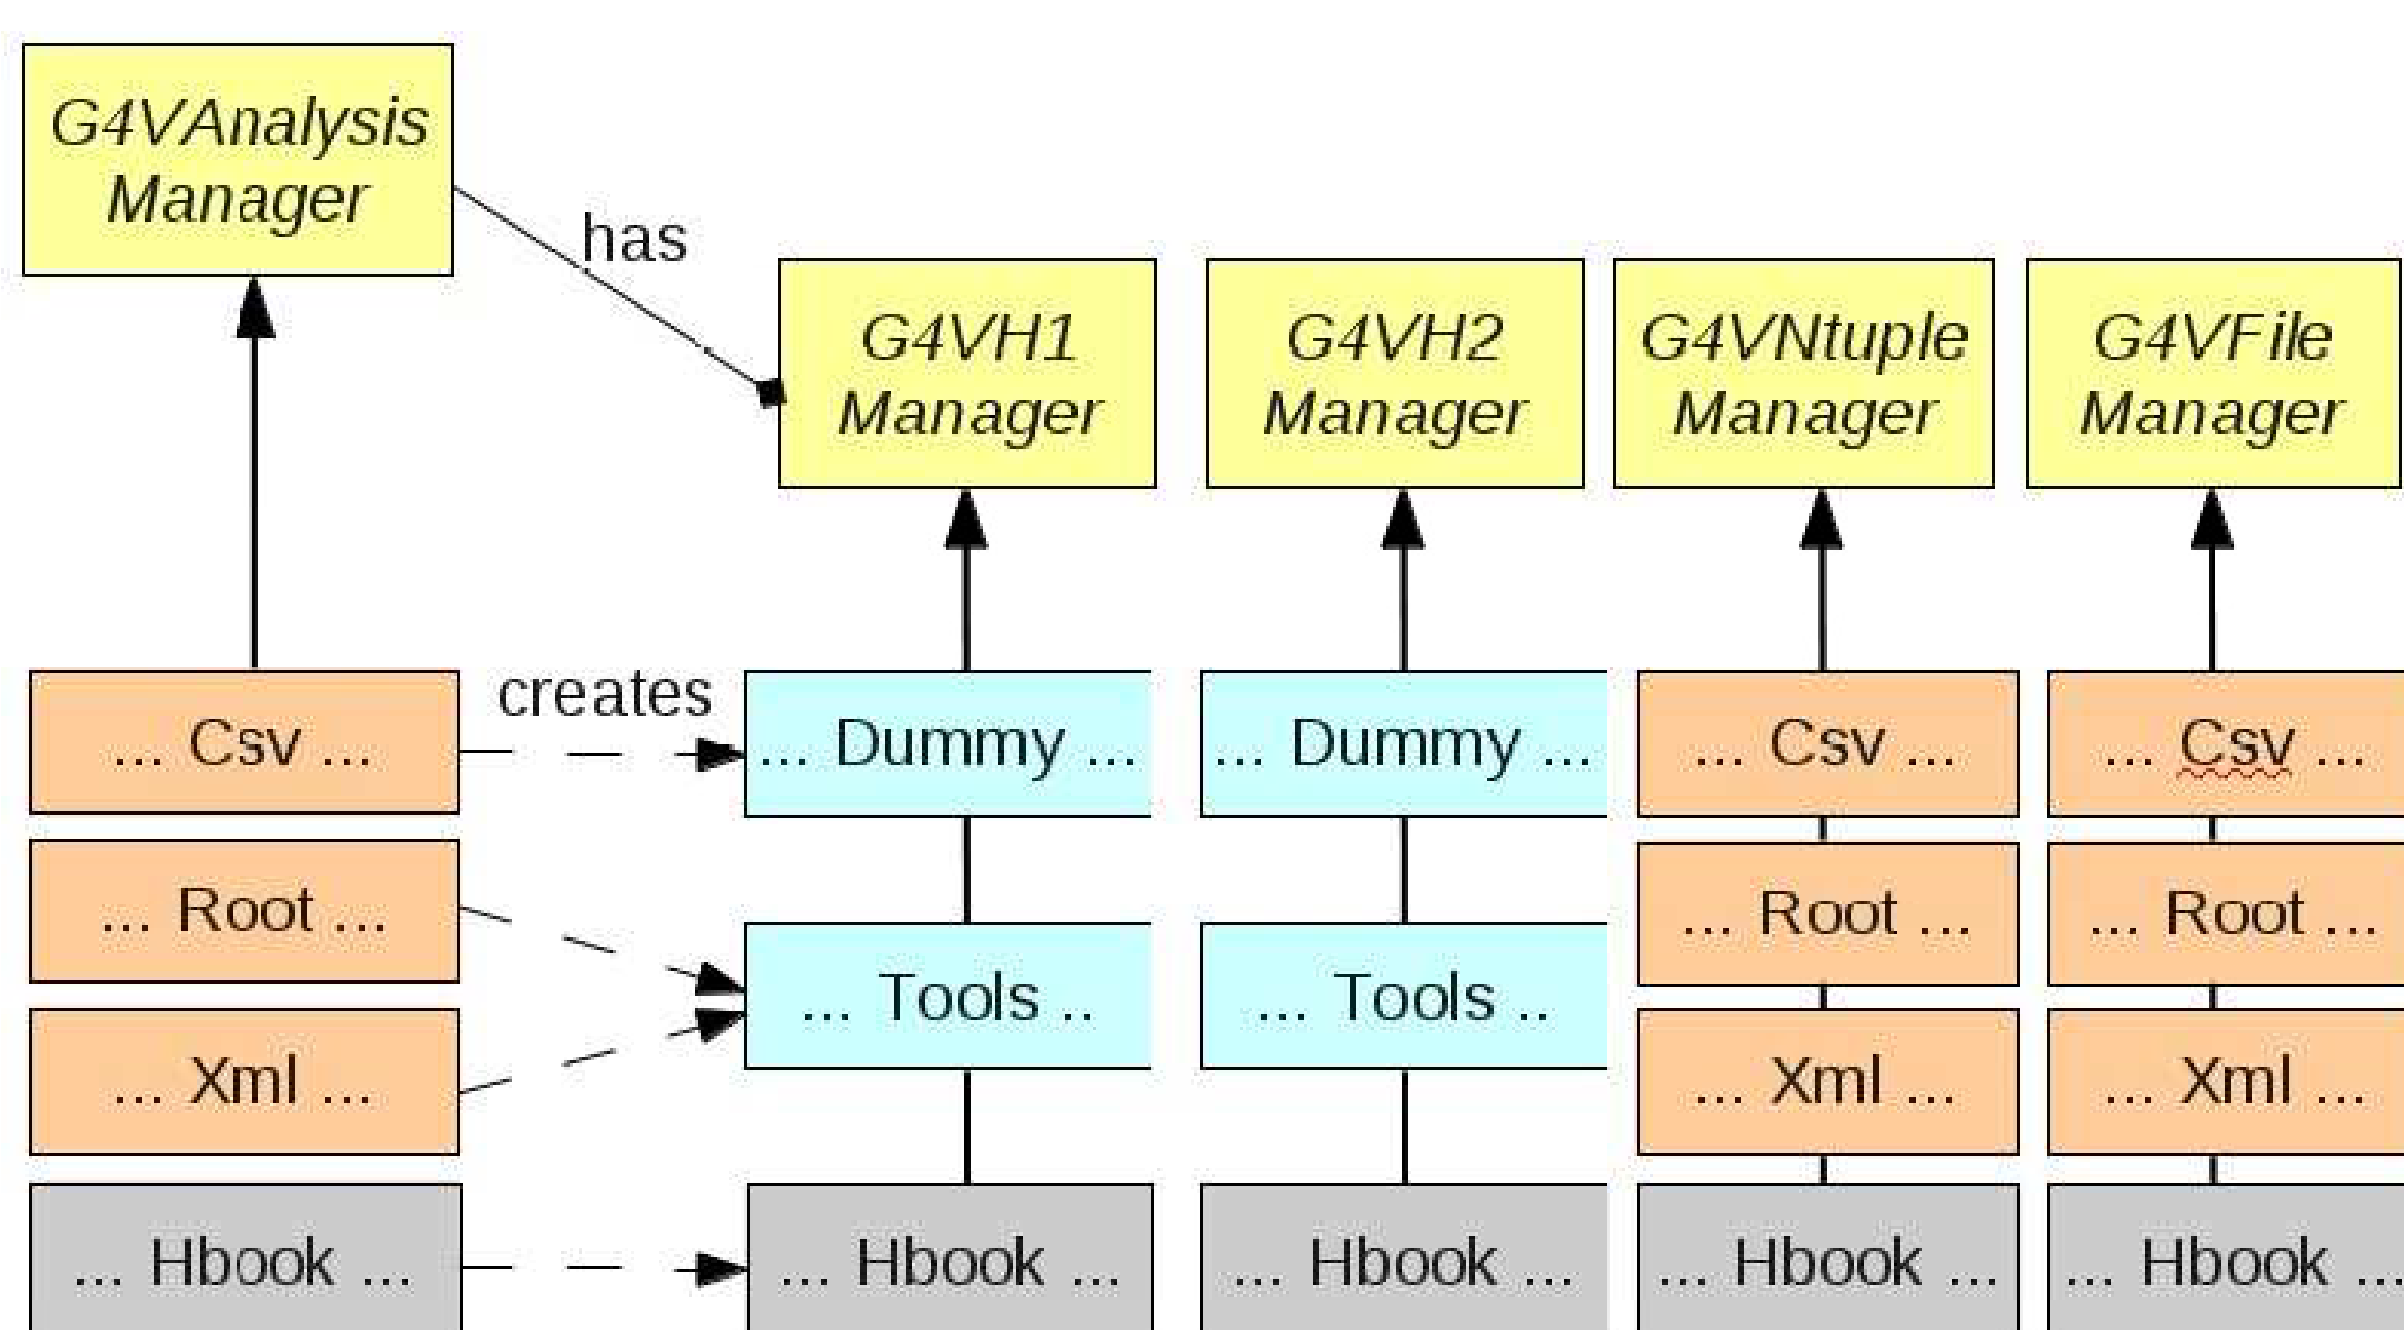 G4VAnalysis
Manager
has
G4VH1
Manager
G4VH2
Manager
G4VNtuple
Manager
G4VFile
Manager
creates
... Csv ...
... Dummy ...
... Dummy ...
... Csv ...
... Csv ...
... Root ...
... Root ...
... Root ...
... Tools ..
... Tools ..
... Xml ...
... Xml ...
... Xml ...
... Hbook ...
... Hbook ...
... Hbook ...
... Hbook ...
... Hbook ...